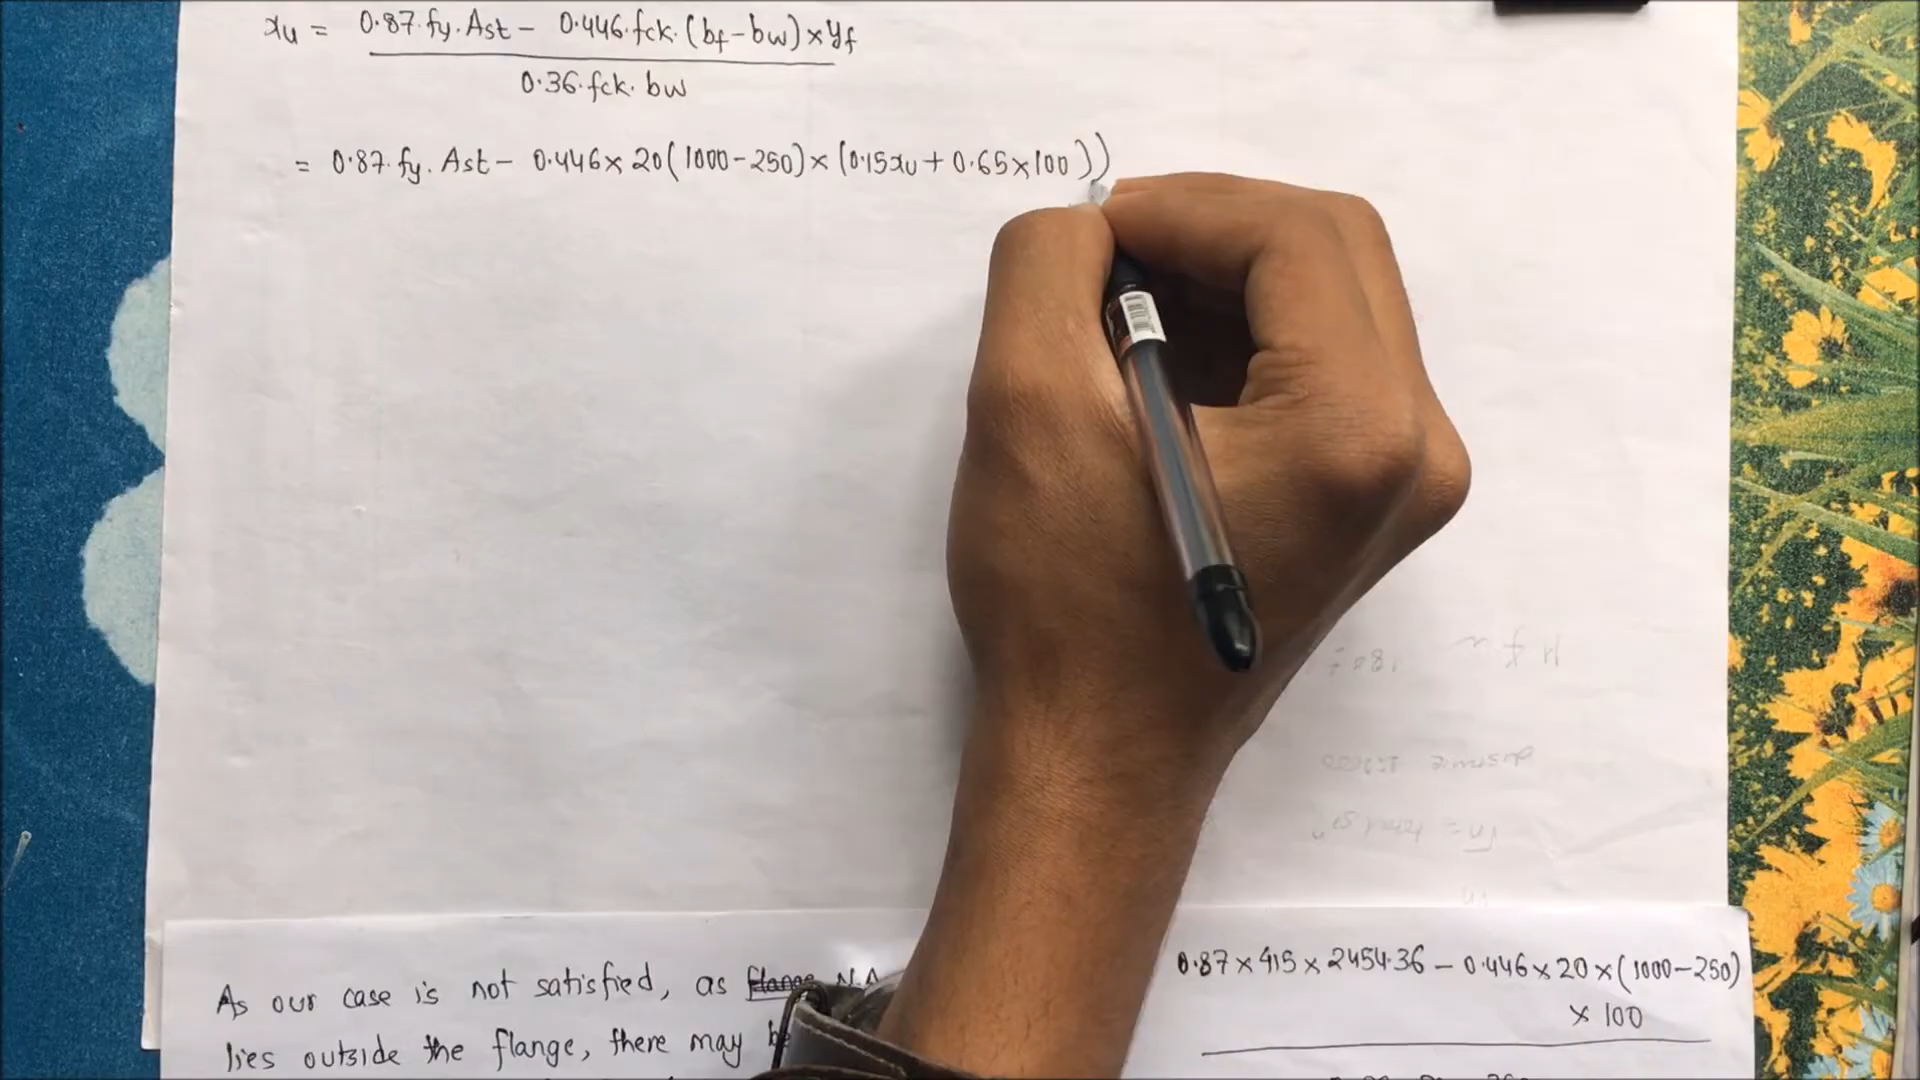 xu = 0.87.fy.Ast - 0.446.fck.(bf-bw)×yf
0.36.fck.bw
= 0.87.fy.Ast - 0.446×20(1000-250)×(0.15xu+0.65×100))
As our case is not satisfied, as flange N.A
lies outside the flange, there may be
0.87×415×2454.36-0.446×20×(1000-250)
×100